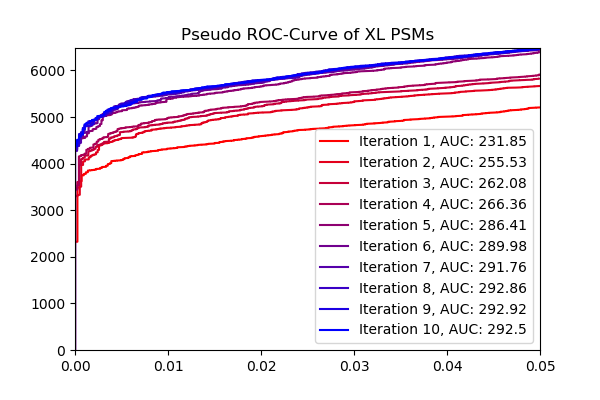 Pseudo ROC-Curve of XL PSMs
6000
5000
4000
3000
2000
1000
0
Iteration 1, AUC: 231.85
Iteration 2, AUC: 255.53
Iteration 3, AUC: 262.08
Iteration 4, AUC: 266.36
Iteration 5, AUC: 286.41
Iteration 6, AUC: 289.98
Iteration 7, AUC: 291.76
Iteration 8, AUC: 292.86
Iteration 9, AUC: 292.92
Iteration 10, AUC: 292.5
0.00 0.01 0.02 0.03 0.04 0.05